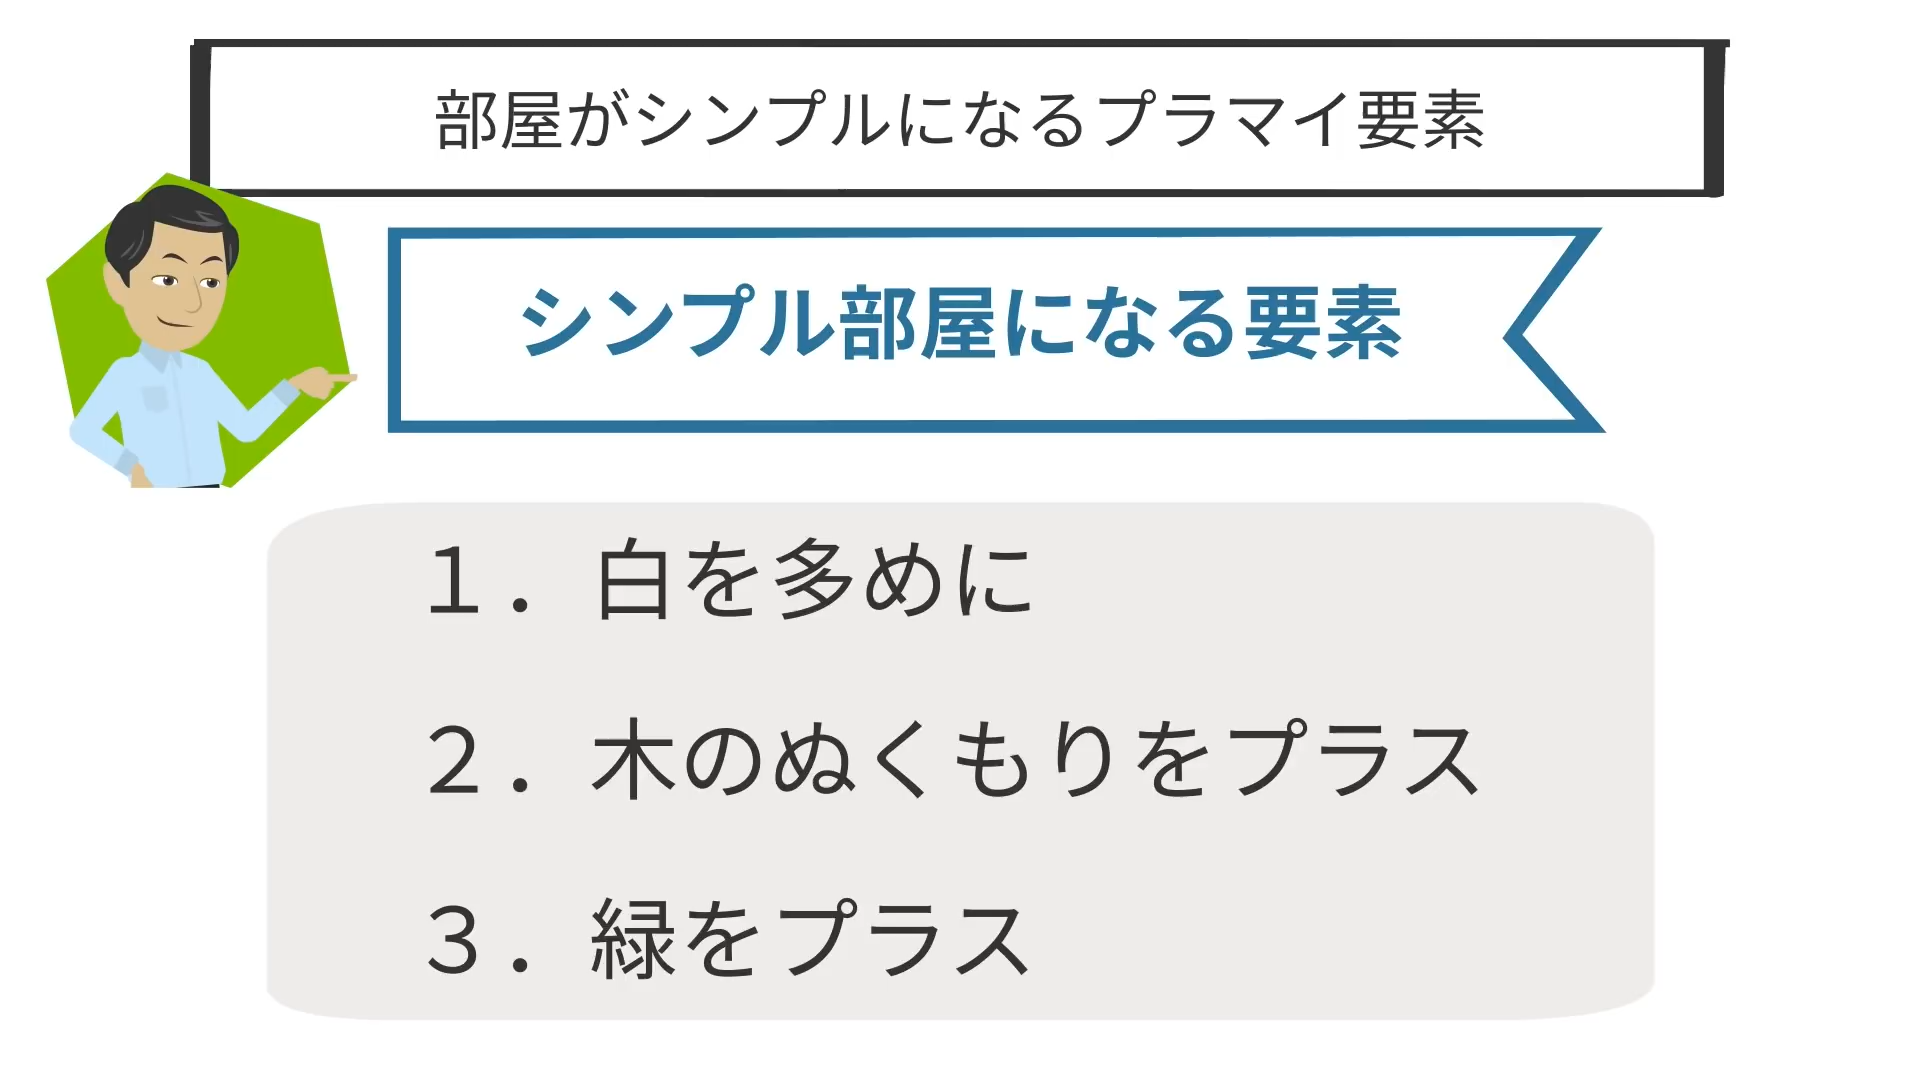 部屋がシンプルになるプラマイ要素
シンプル部屋になる要素
１．白を多めに
２．木のぬくもりをプラス
３．緑をプラス